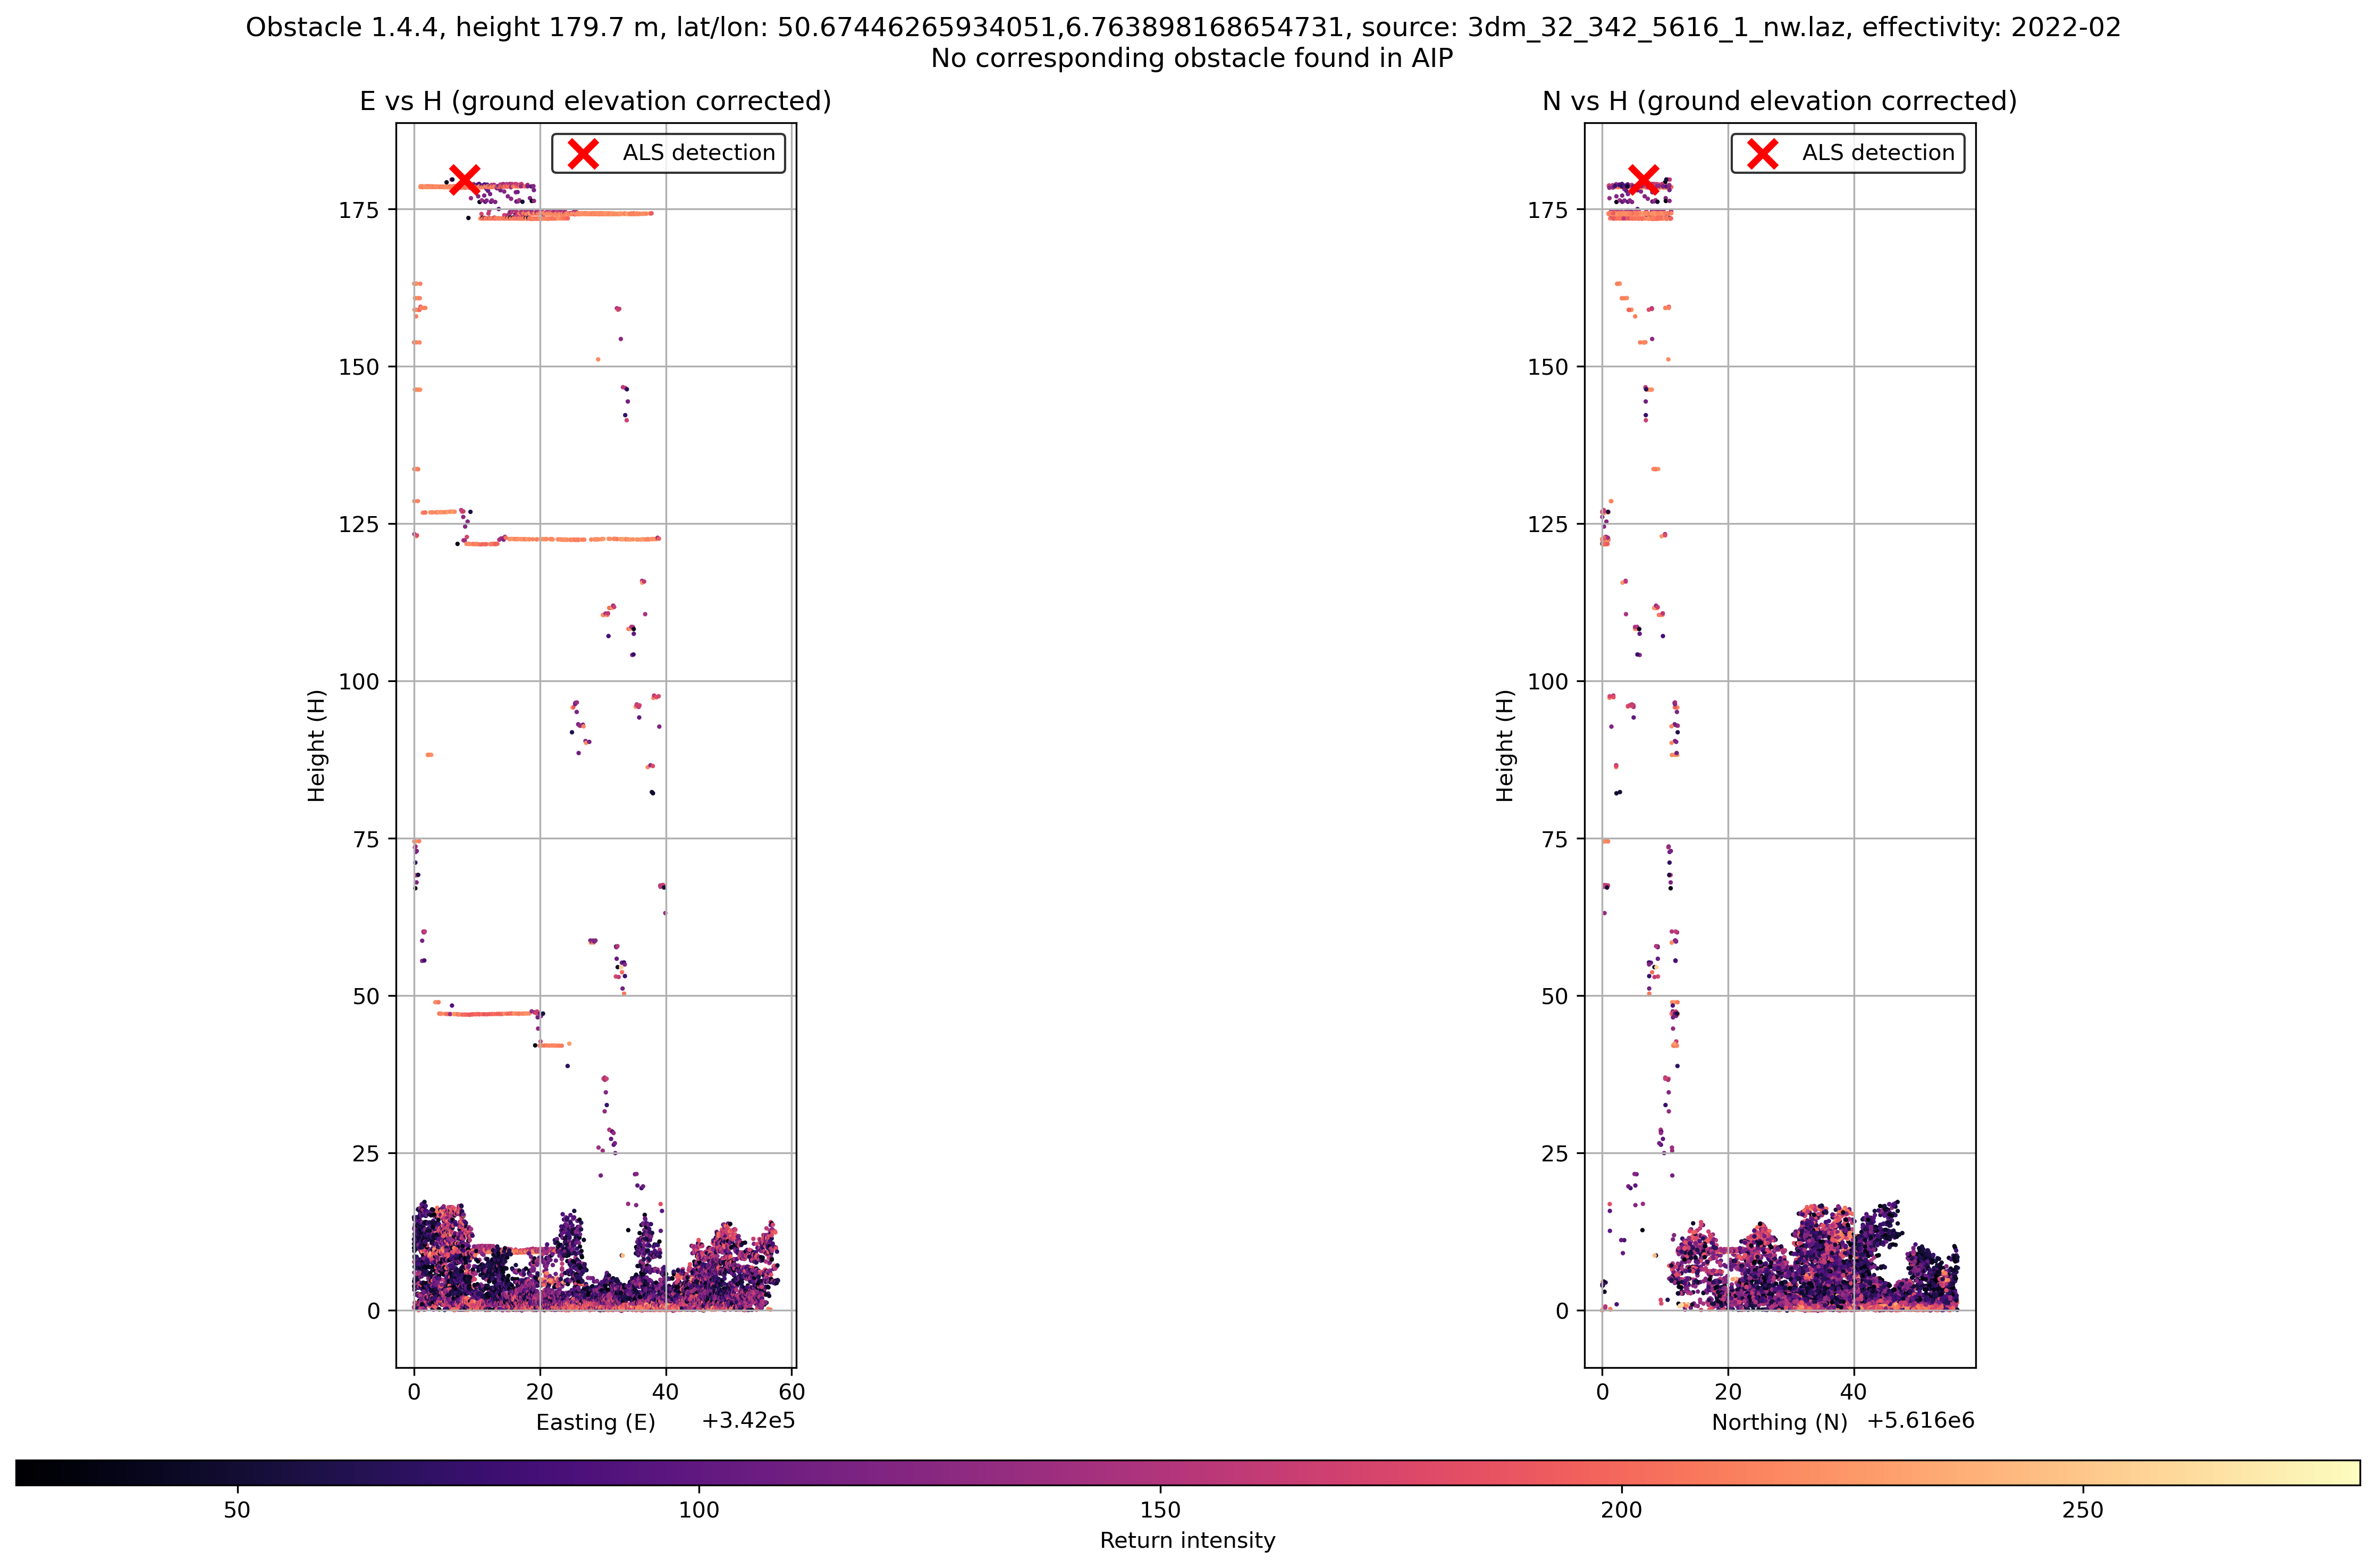 Obstacle 1.4.4, height 179.7 m, lat/lon: 50.67446265934051,6.763898168654731, source: 3dm_32_342_5616_1_nw.laz, effectivity: 2022-02
No corresponding obstacle found in AIP
E vs H (ground elevation corrected)
ALS detection
175
150
125
100
75
50
25
0
Height (H)
0 20 40 60
Easting (E) +3.42e5
N vs H (ground elevation corrected)
ALS detection
175
150
125
100
75
50
25
0
Height (H)
0 20 40
Northing (N) +5.616e6
50 100 150 200 250
Return intensity